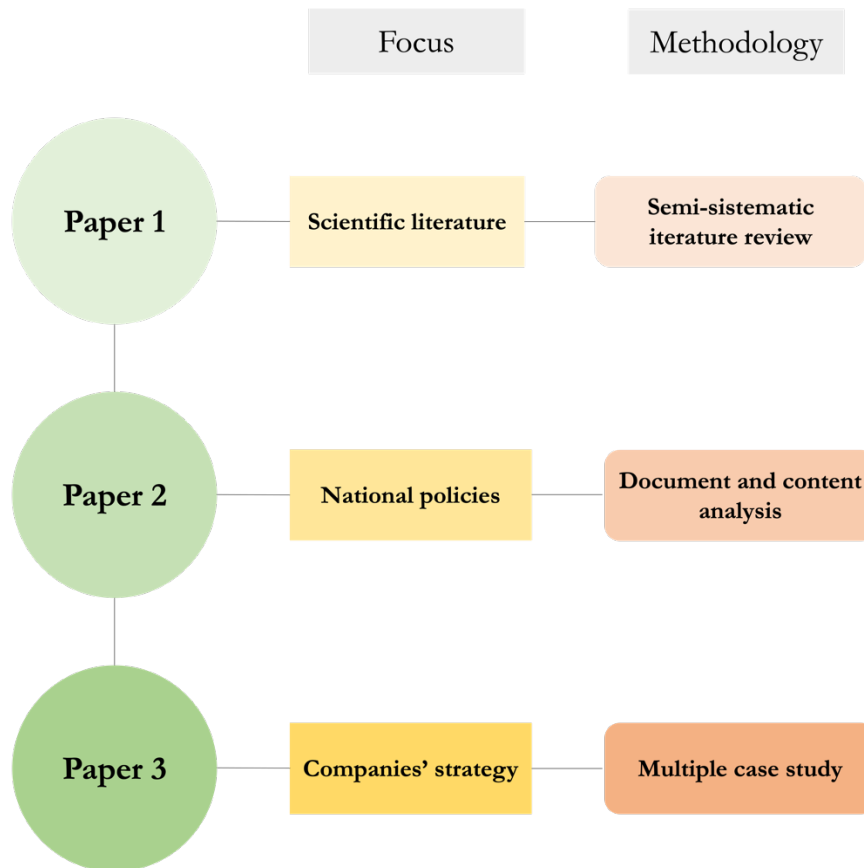 Focus
Methodology
Paper 1
Scientific literature
Semi-sistematic
iterature review
Paper 2
National policies
Document and content
analysis
Paper 3
Companies’ strategy
Multiple case study